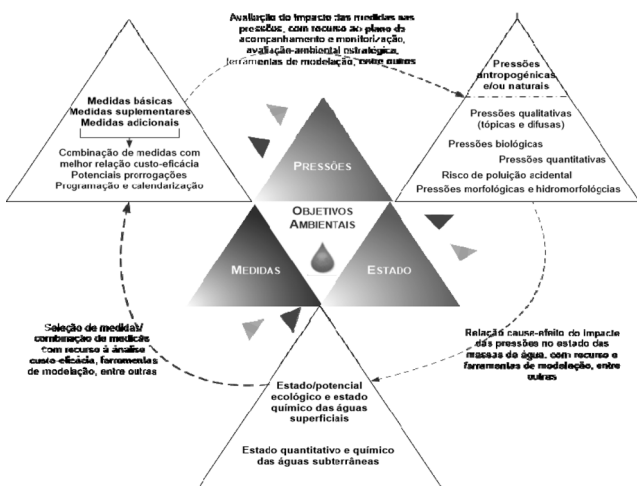 Avaliação do impacte das medidas nas
pressões, com recurso ao plano de
acompanhamento e monitorização,
avaliação ambiental estratégica,
ferramentas de modelação, entre outros
Medidas básicas
Medidas suplementares
Medidas adicionais
Combinação de medidas com
melhor relação custo-eficácia
Potenciais prorrogações
Programação e calendarização
Pressões
antropogénicas
e/ou naturais
Pressões qualitativas
(tópicas e difusas)
Pressões biológicas
Pressões quantitativas
Risco de poluição acidental
Pressões morfológicas e hidromorfológcias
PRESSÕES
OBJETIVOS
AMBIENTAIS
MEDIDAS
ESTADO
Seleção de medidas/
combinação de medidas
com recurso à análise
custo-eficácia, ferramentas
de modelação, entre outras
Relação cause-efeito do impacte
das pressões no estado das
massas de água, com recurso e
ferramentas de modelação, entre
outras
Estado/potencial
ecológico e estado
químico das águas
superficiais
Estado quantitativo e químico
das águas subterrâneas